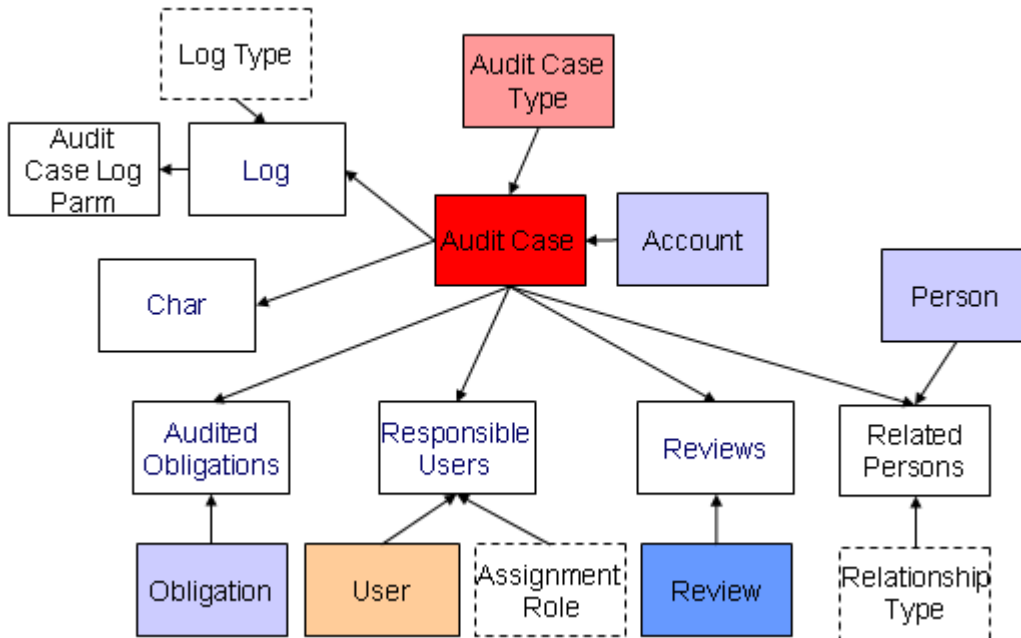 Log Type
Audit Case
Type
Audit
Case Log
Parm
Log
Audit Case
Account
Char
Person
Audited
Obligations
Responsible
Users
Reviews
Related
Persons
Obligation
User
Assignment
Role
Review
Relationship
Type